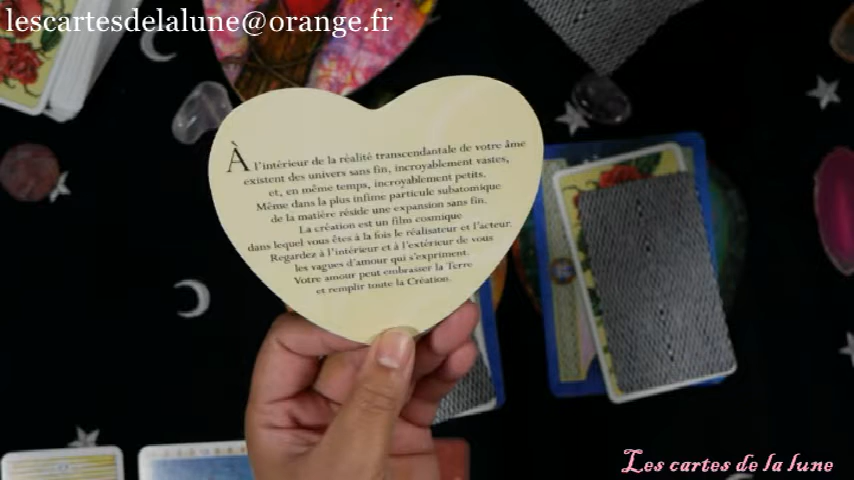 lescartesdelalune@orange.fr
À l'intérieur de la réalité transcendantale de votre âme
existent des univers sans fin, incroyablement vastes,
et, en même temps, incroyablement petits.
Même dans la plus infime particule subatomique
de la matière réside une expansion sans fin.
La création est un film cosmique
dans lequel vous êtes à la fois le réalisateur et l'acteur.
Regardez à l'intérieur et à l'extérieur de vous
les vagues d'amour qui s'expriment.
Votre amour peut embrasser la Terre
et remplir toute la Création.
Les cartes de la lune